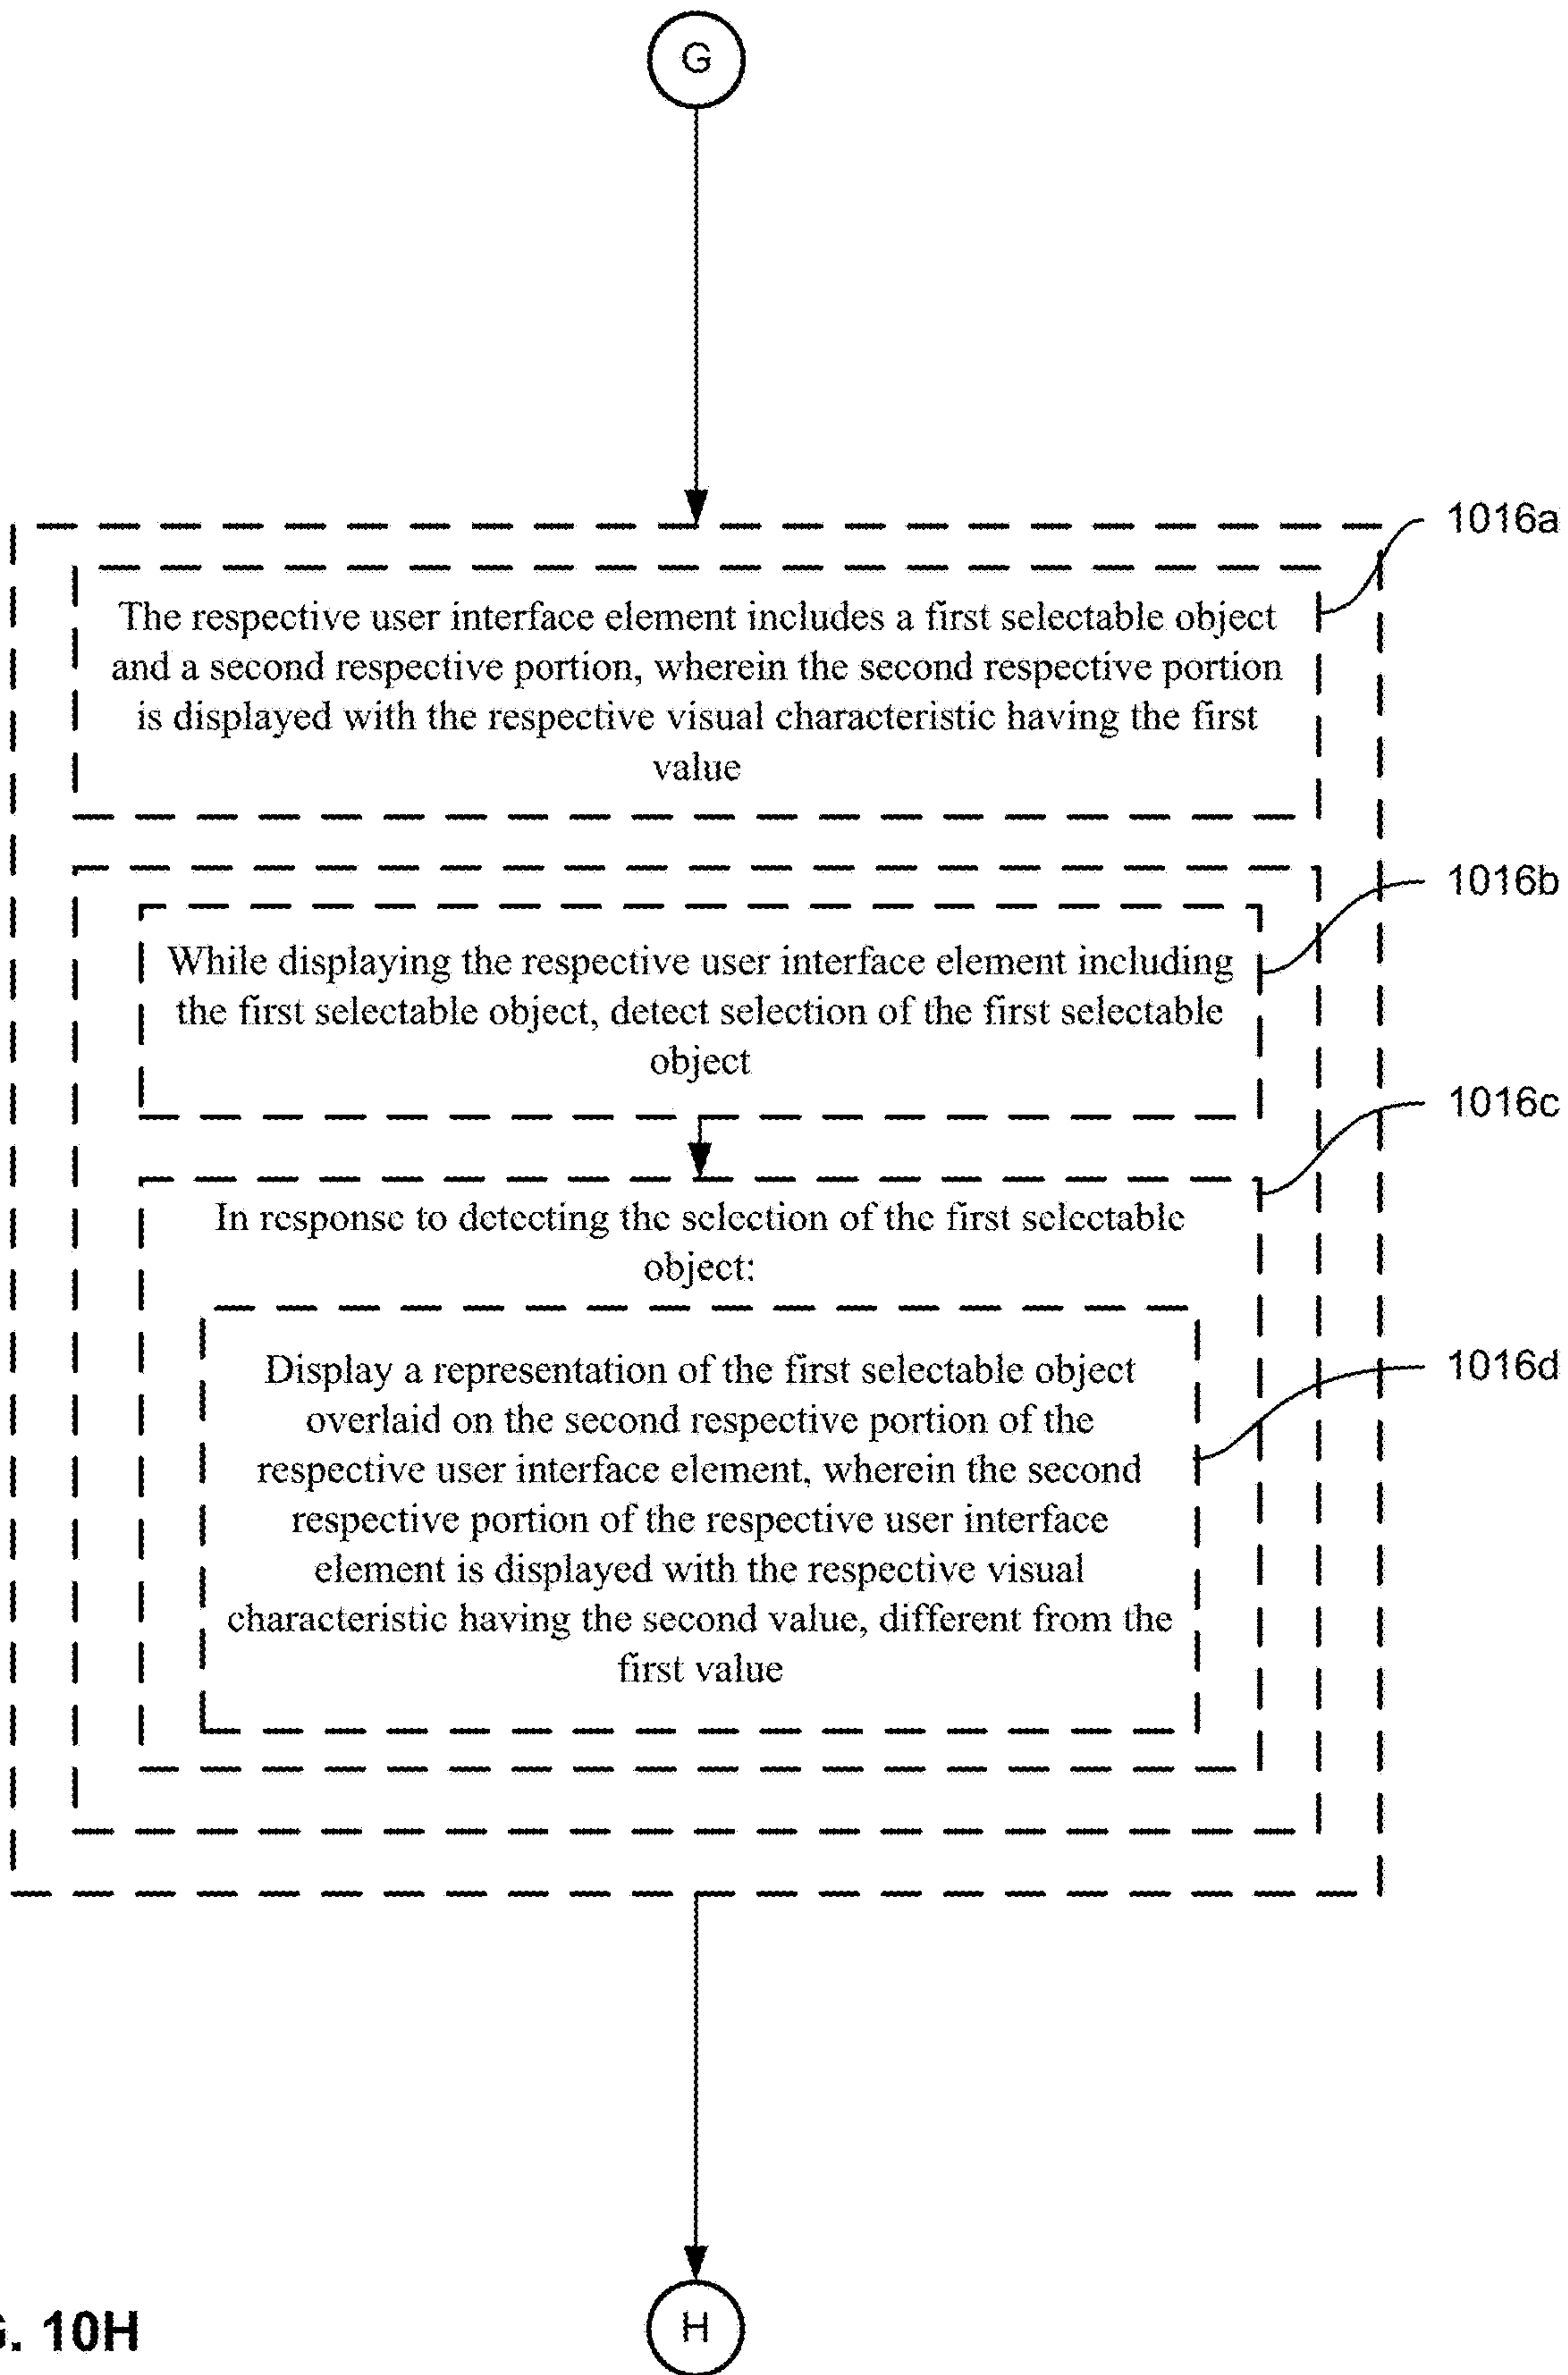 G
1016a
The respective user interface element includes a first selectable object
and a second respective portion, wherein the second respective portion
is displayed with the respective visual characteristic having the first
value
1016b
While displaying the respective user interface element including
the first selectable object, detect selection of the first selectable
object
1016c
In response to detecting the selection of the first selectable
object:
1016d
Display a representation of the first selectable object
overlaid on the second respective portion of the
respective user interface element, wherein the second
respective portion of the respective user interface
element is displayed with the respective visual
characteristic having the second value, different from the
first value
H
. 10H